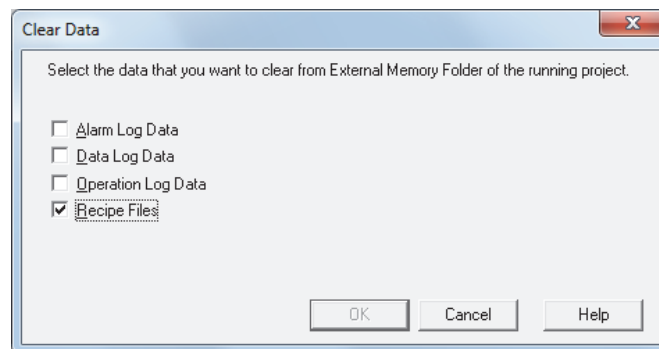 Clear Data
Select the data that you want to clear from External Memory Folder of the running project.
Alarm Log Data
Data Log Data
Operation Log Data
Recipe Files
OK Cancel Help